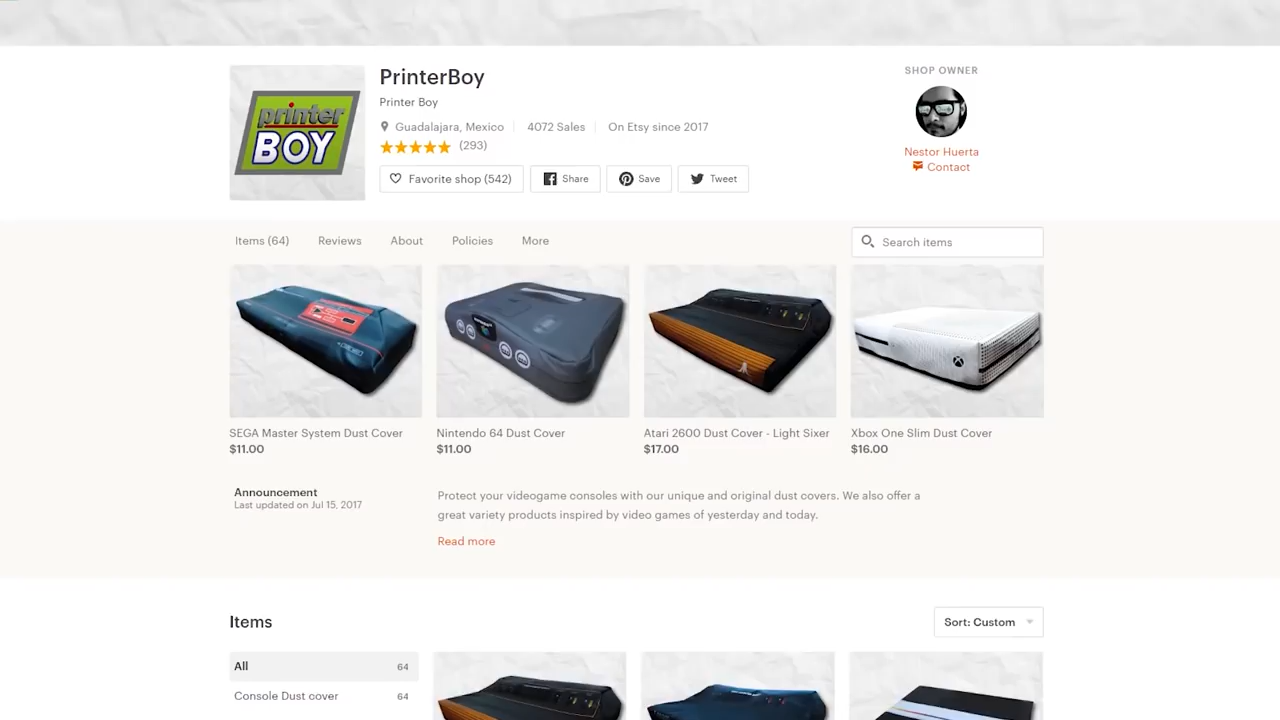 printer
BOY
PrinterBoy
Printer Boy
Guadalajara, Mexico 4072 Sales On Etsy since 2017
(293)
Favorite shop (542) Share Save Tweet
SHOP OWNER
Nestor Huerta
Contact
Items (64) Reviews About Policies More Search items
SEGA Master System Dust Cover
$11.00
Nintendo 64 Dust Cover
$11.00
Atari 2600 Dust Cover - Light Sixer
$17.00
Xbox One Slim Dust Cover
$16.00
Announcement
Last updated on Jul 15, 2017
Protect your videogame consoles with our unique and original dust covers. We also offer a
great variety products inspired by video games of yesterday and today.
Read more
Items
Sort: Custom
All 64
Console Dust cover 64